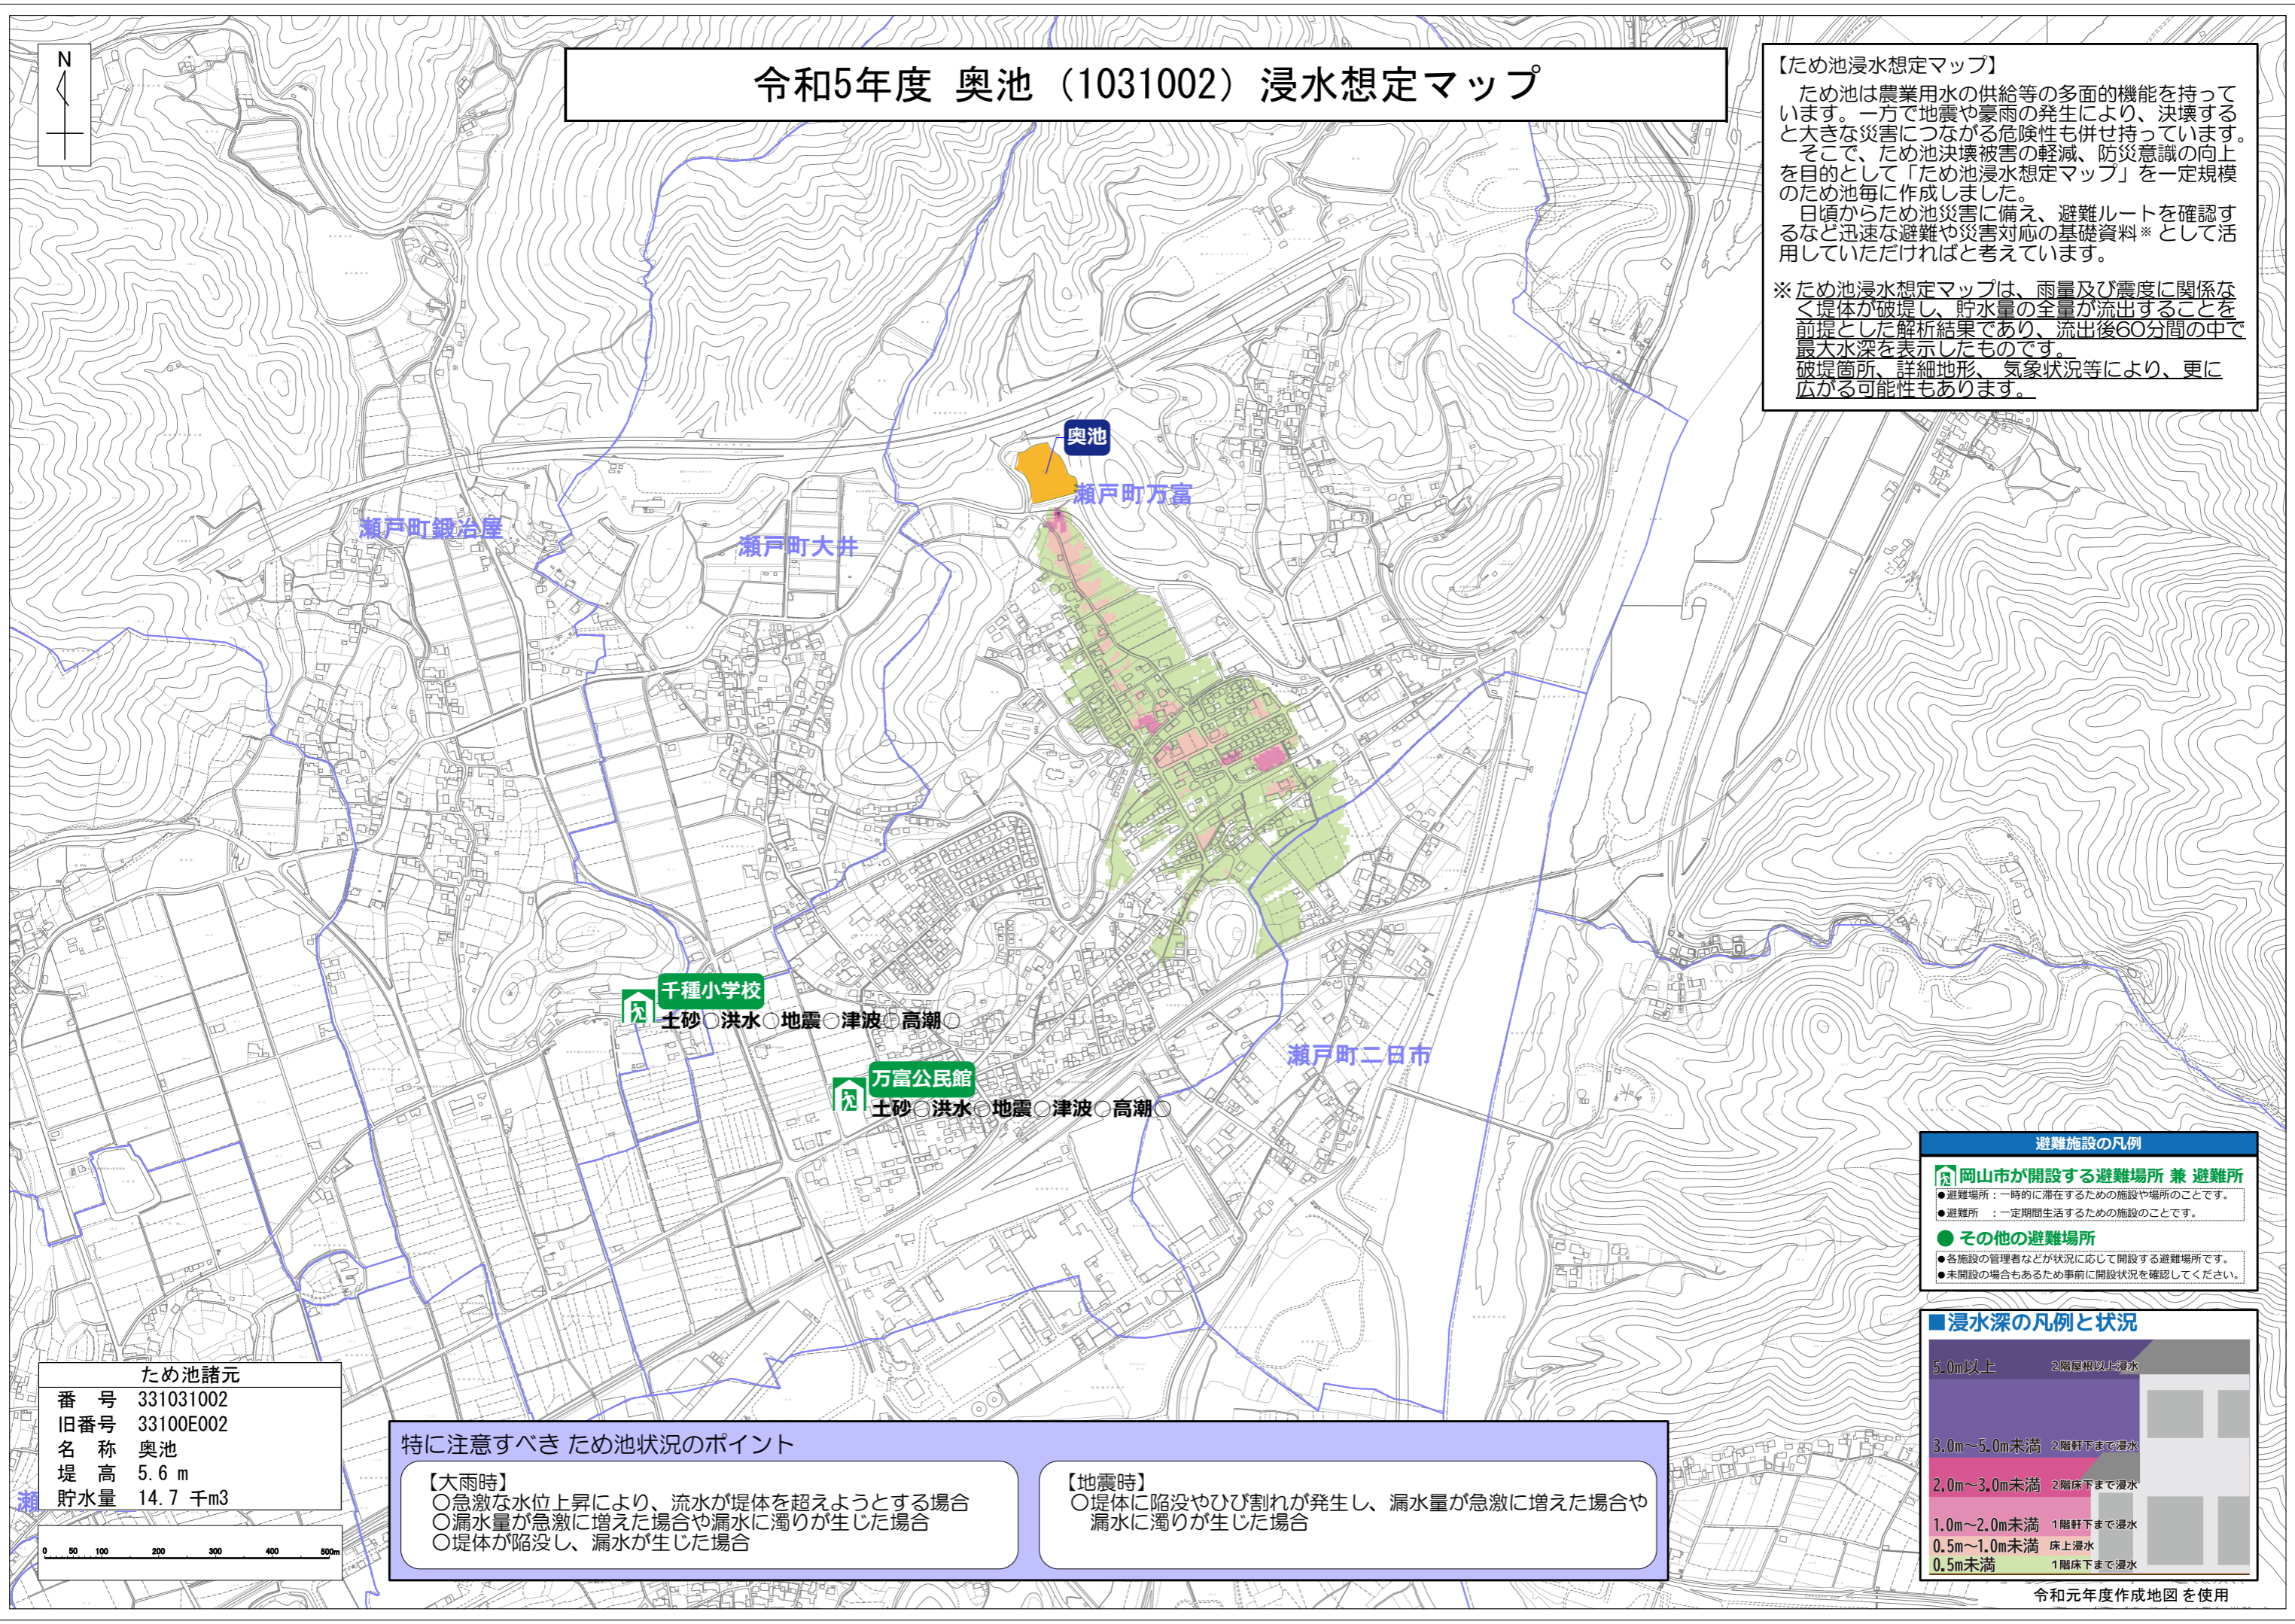 N
令和5年度 奥池（1031002）浸水想定マップ
【ため池浸水想定マップ】
ため池は農業用水の供給等の多面的機能を持って
います。一方で地震や豪雨の発生により、決壊する
と大きな災害につながる危険性も併せ持っています。
そこで、ため池決壊被害の軽減、防災意識の向上
を目的として「ため池浸水想定マップ」を一定規模
のため池毎に作成しました。
日頃からため池災害に備え、避難ルートを確認す
るなど迅速な避難や災害対応の基礎資料※として活
用していただければと考えています。
※ため池浸水想定マップは、雨量及び震度に関係な
く堤体が破堤し、貯水量の全量が流出することを
前提とした解析結果であり、流出後60分間の中で
最大水深を表示したものです。
破堤箇所、詳細地形、気象状況等により、更に
広がる可能性もあります。
奥池
瀬戸町万富
瀬戸町鍛冶屋
瀬戸町大井
千種小学校
土砂○洪水○地震○津波○高潮○
瀬戸町二日市
万富公民館
土砂○洪水○地震○津波○高潮○
避難施設の凡例
岡山市が開設する避難場所 兼 避難所
●避難場所：一時的に滞在するための施設や場所のことです。
●避難所　：一定期間生活するための施設のことです。
● その他の避難場所
●各施設の管理者などが状況に応じて開設する避難場所です。
●未開設の場合もあるため事前に開設状況を確認してください。
■浸水深の凡例と状況
5.0m以上 2階屋根以上浸水
3.0m～5.0m未満 2階軒下まで浸水
2.0m～3.0m未満 2階床下まで浸水
1.0m～2.0m未満 1階軒下まで浸水
0.5m～1.0m未満 床上浸水
0.5m未満 1階床下まで浸水
令和元年度作成地図を使用
ため池諸元
番　号 331031002
旧番号 33100E002
名　称 奥池
堤　高 5.6 m
貯水量 14.7 千m3
瀬
0 50 100 200 300 400 500m
特に注意すべき ため池状況のポイント
【大雨時】
○急激な水位上昇により、流水が堤体を超えようとする場合
○漏水量が急激に増えた場合や漏水に濁りが生じた場合
○堤体が陥没し、漏水が生じた場合
【地震時】
○堤体に陥没やひび割れが発生し、漏水量が急激に増えた場合や
漏水に濁りが生じた場合